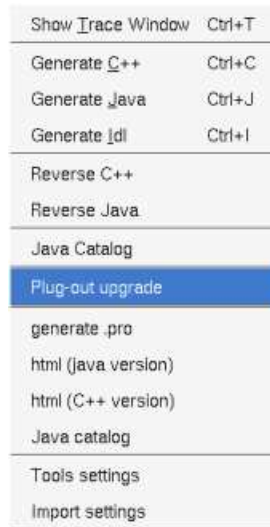 Show Trace Window Ctrl+T
Generate C++ Ctrl+C
Generate Java Ctrl+J
Generate Idl Ctrl+I
Reverse C++
Reverse Java
Java Catalog
Plug-out upgrade
generate .pro
html (java version)
html (C++ version)
Java catalog
Tools settings
Import settings